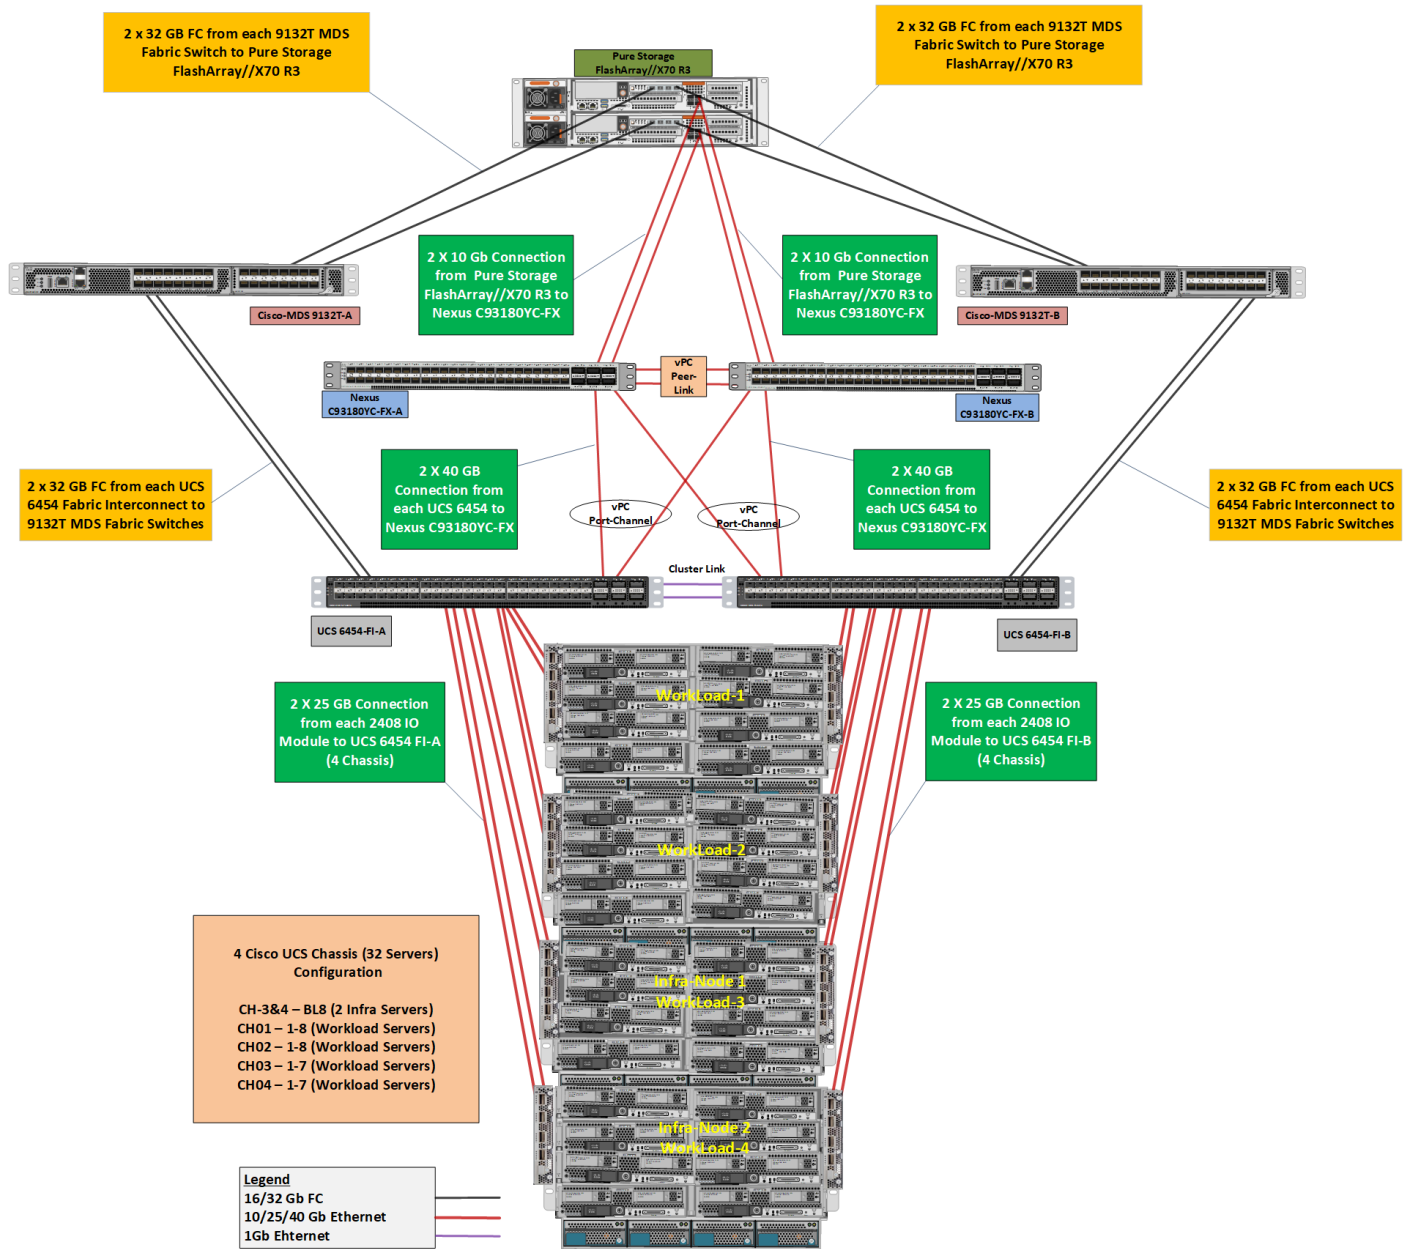 2 x 32 GB FC from each 9132T MDS
Fabric Switch to Pure Storage
FlashArray//X70 R3
2 x 32 GB FC from each 9132T MDS
Fabric Switch to Pure Storage
FlashArray//X70 R3
Pure Storage
FlashArray//X70 R3
2 X 10 Gb Connection
from Pure Storage
FlashArray//X70 R3 to
Nexus C93180YC-FX
2 X 10 Gb Connection
from Pure Storage
FlashArray//X70 R3 to
Nexus C93180YC-FX
Cisco-MDS 9132T-A
Cisco-MDS 9132T-B
vPC
Peer-
Link
Nexus
C93180YC-FX-A
Nexus
C93180YC-FX-B
2 x 32 GB FC from each UCS
6454 Fabric Interconnect to
9132T MDS Fabric Switches
2 X 40 GB
Connection from
each UCS 6454 to
Nexus C93180YC-FX
2 X 40 GB
Connection from
each UCS 6454 to
Nexus C93180YC-FX
2 x 32 GB FC from each UCS
6454 Fabric Interconnect to
9132T MDS Fabric Switches
vPC
Port-Channel
vPC
Port-Channel
Cluster Link
UCS 6454-FI-A
UCS 6454-FI-B
2 X 25 GB Connection
from each 2408 IO
Module to UCS 6454 FI-A
(4 Chassis)
2 X 25 GB Connection
from each 2408 IO
Module to UCS 6454 FI-B
(4 Chassis)
WorkLoad-1
WorkLoad-2
Infra-Node 1
WorkLoad-3
Infra-Node 2
WorkLoad-4
4 Cisco UCS Chassis (32 Servers)
Configuration
CH-3&4 – BL8 (2 Infra Servers)
CH01 – 1-8 (Workload Servers)
CH02 – 1-8 (Workload Servers)
CH03 – 1-7 (Workload Servers)
CH04 – 1-7 (Workload Servers)
Legend
16/32 Gb FC
10/25/40 Gb Ethernet
1Gb Ehternet